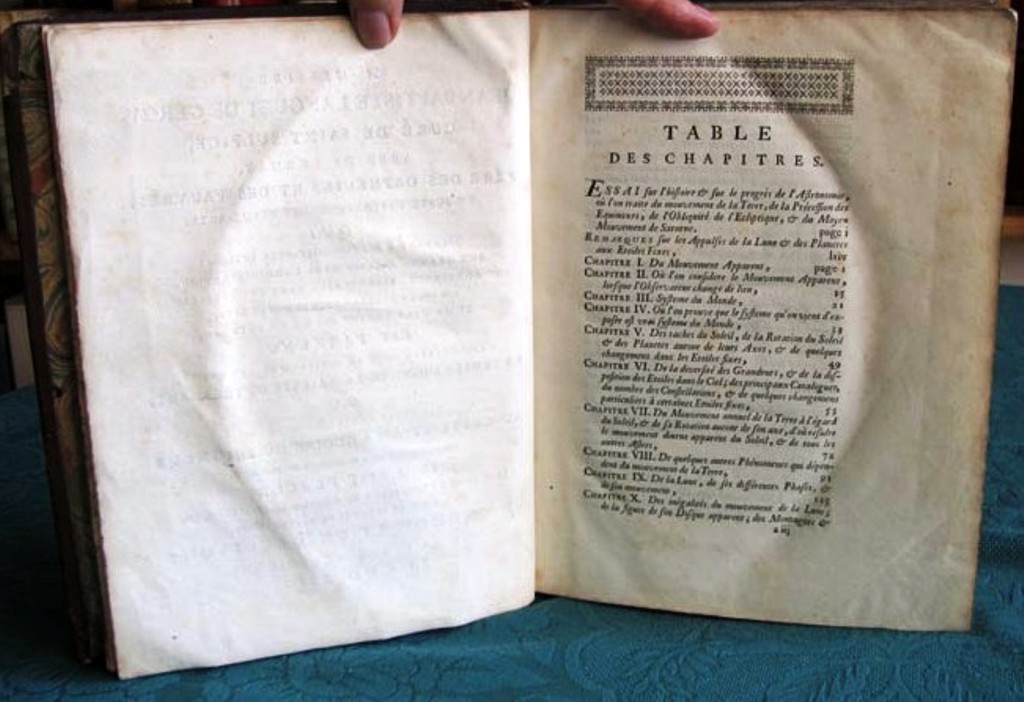 TABLE
DES CHAPITRES.
ESSAI sur l'histoire & sur le progrès de l'Astronomie,
où l'on traite du mouvement de la Terre, de la Précession des
Equinoxes, de l'Obliquité de l'Ecliptique, & du Moyen
Mouvement de Saturne. page i
REMARQUES sur les Appulses de la Lune & des Planetes
aux Etoiles Fixes,
CHAPITRE I. Du Mouvement Apparent, page 1
CHAPITRE II. Où l'on considere le Mouvement Apparent,
lorsque l'Observateur change de lieu, 15
CHAPITRE III. Systeme du Monde, 21
CHAPITRE IV. Où l'on prouve que le systeme qu'on vient d'ex-
poser est vrai systeme du Monde,
CHAPITRE V. Des taches du Soleil, de la Rotation du Soleil
& des Planetes autour de leurs Axes, & de quelques
changemens dans les Etoiles fixes, 49
CHAPITRE VI. De la diversité des Grandeurs, & de la dis-
position des Etoiles dans le Ciel; des principaux Catalogues,
du nombre des Constellations, & de quelques changemens
particuliers à certaines Etoiles fixes, 55
CHAPITRE VII. Du Mouvement annuel de la Terre à l'égard
du Soleil, & de sa Rotation autour de son axe, d'où résulte
le mouvement diurne apparent du Soleil, & de tous les
autres Astres, 72
CHAPITRE VIII. De quelques autres Phénomenes qui dépen-
dent du mouvement de la Terre,
CHAPITRE IX. De la Lune, de ses différentes Phases, &
de son mouvement,
CHAPITRE X. Des inégalités du mouvement de la Lune;
de la figure de son Disque apparent; des Montagnes &
a iij